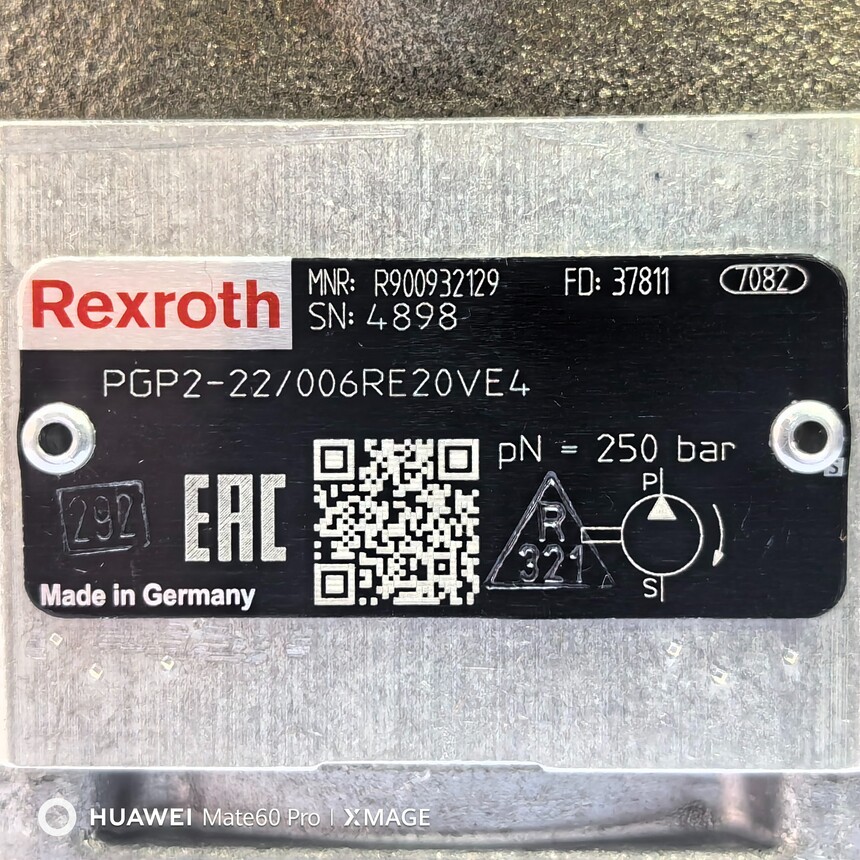 Rexroth
MNR: R900932129 FD: 37811 7082
SN: 4898
PGP2-22/006RE20VE4
pN = 250 bar
P
292
EAC
R
321
S
Made in Germany
S
HUAWEI Mate60 Pro | XMAGE